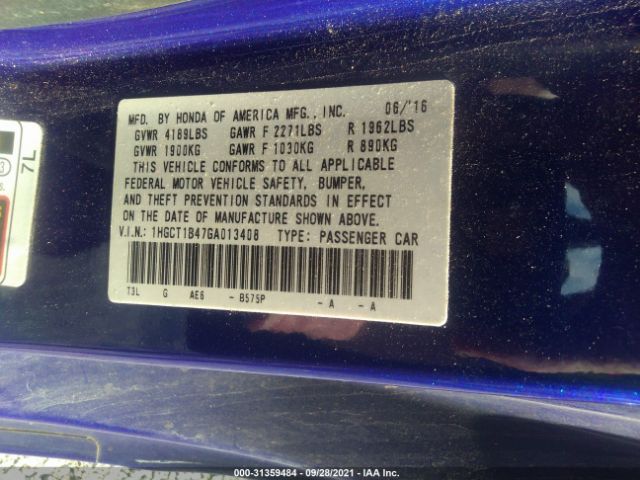 MFD. BY HONDA OF AMERICA MFG., INC. 06/'16
GVWR 4189LBS GAWR F 2271LBS R 1962LBS
GVWR 1900KG GAWR F 1030KG R 890KG
THIS VEHICLE CONFORMS TO ALL APPLICABLE
FEDERAL MOTOR VEHICLE SAFETY, BUMPER,
AND THEFT PREVENTION STANDARDS IN EFFECT
ON THE DATE OF MANUFACTURE SHOWN ABOVE.
V.I.N.: 1HGCT1B47GA013408 TYPE: PASSENGER CAR
T3L G AE6 - B575P - A - A
7L
000-31359484 • 09/28/2021 • IAA Inc.